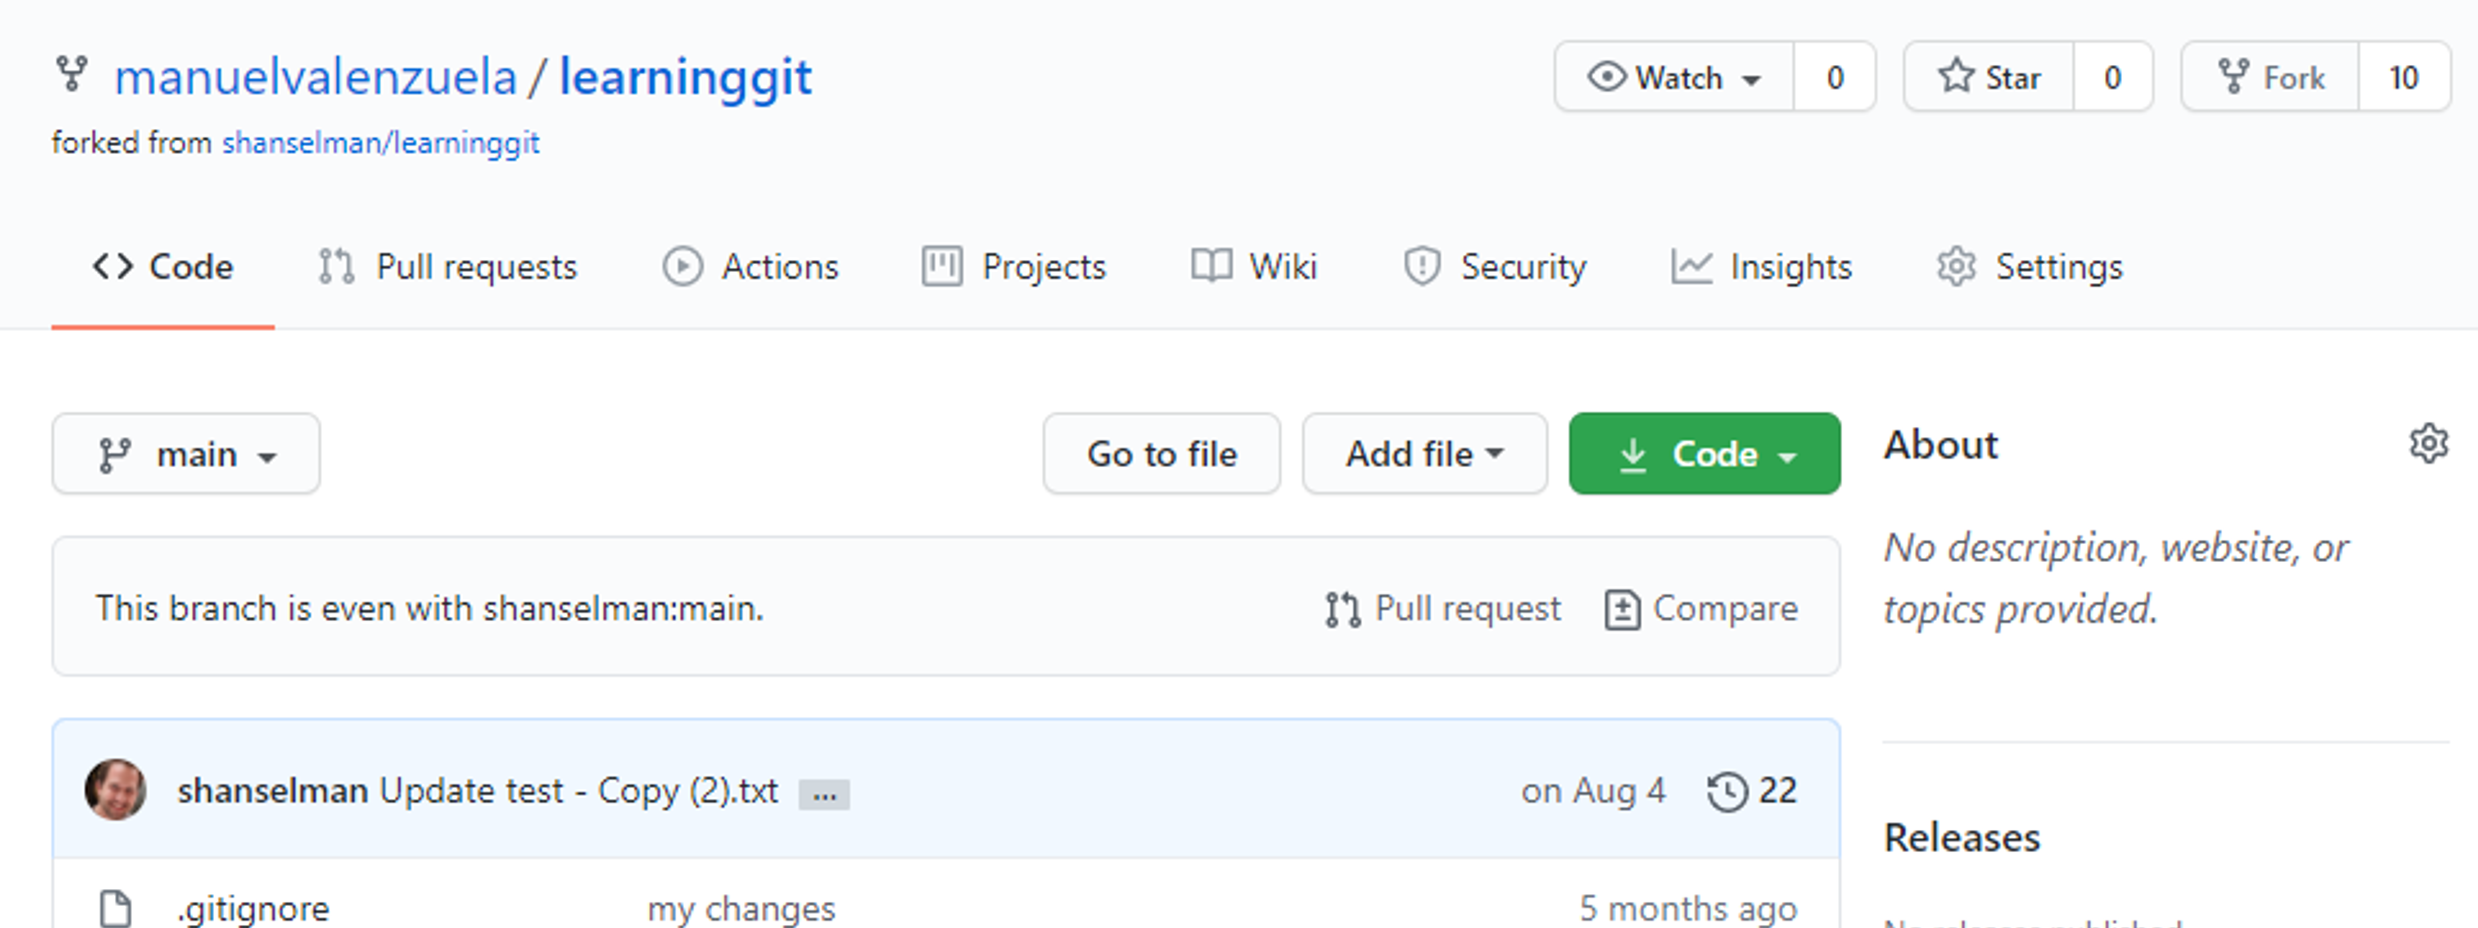 manuelvalenzuela / learninggit
Watch 0 Star 0 Fork 10
forked from shanselman/learninggit
Code Pull requests Actions Projects Wiki Security Insights Settings
main Go to file Add file Code
This branch is even with shanselman:main. Pull request Compare
shanselman Update test - Copy (2).txt ... on Aug 4 22
.gitignore my changes 5 months ago
About
No description, website, or
topics provided.
Releases